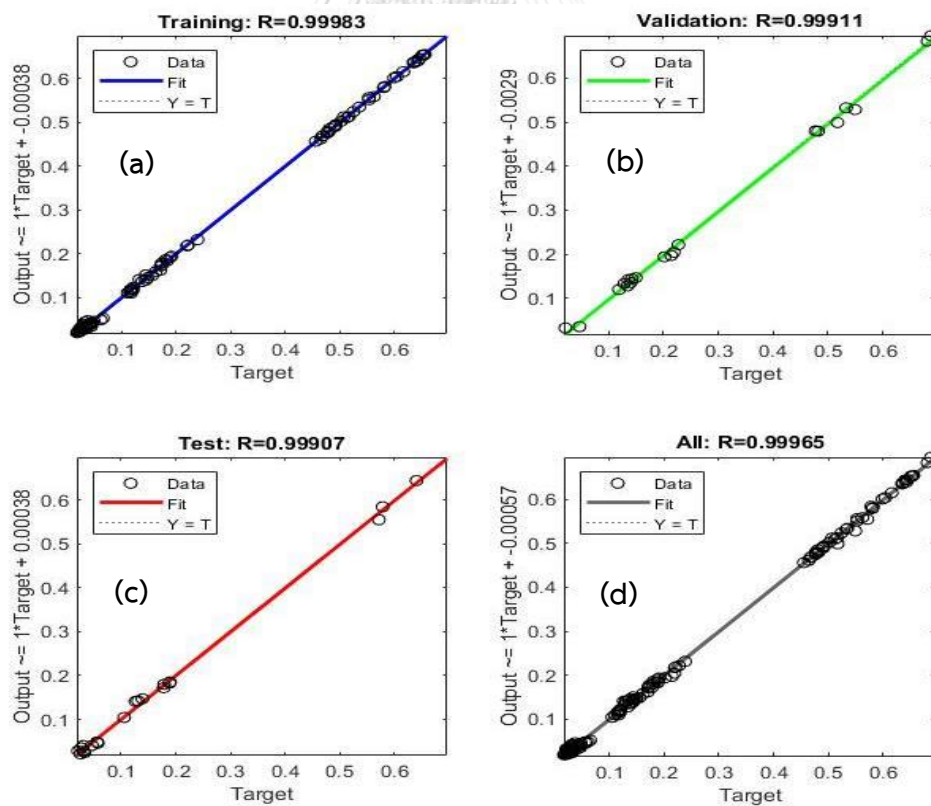 Training: R=0.99983
Output ~= 1*Target + -0.00038
Data
Fit
Y = T
(a)
0.6
0.5
0.4
0.3
0.2
0.1
0.1 0.2 0.3 0.4 0.5 0.6
Target
Validation: R=0.99911
Output ~= 1*Target + -0.0029
Data
Fit
Y = T
(b)
0.6
0.5
0.4
0.3
0.2
0.1
0.1 0.2 0.3 0.4 0.5 0.6
Target
Test: R=0.99907
Output ~= 1*Target + 0.00038
Data
Fit
Y = T
(c)
0.6
0.5
0.4
0.3
0.2
0.1
0.1 0.2 0.3 0.4 0.5 0.6
Target
All: R=0.99965
Output ~= 1*Target + -0.00057
Data
Fit
Y = T
(d)
0.6
0.5
0.4
0.3
0.2
0.1
0.1 0.2 0.3 0.4 0.5 0.6
Target